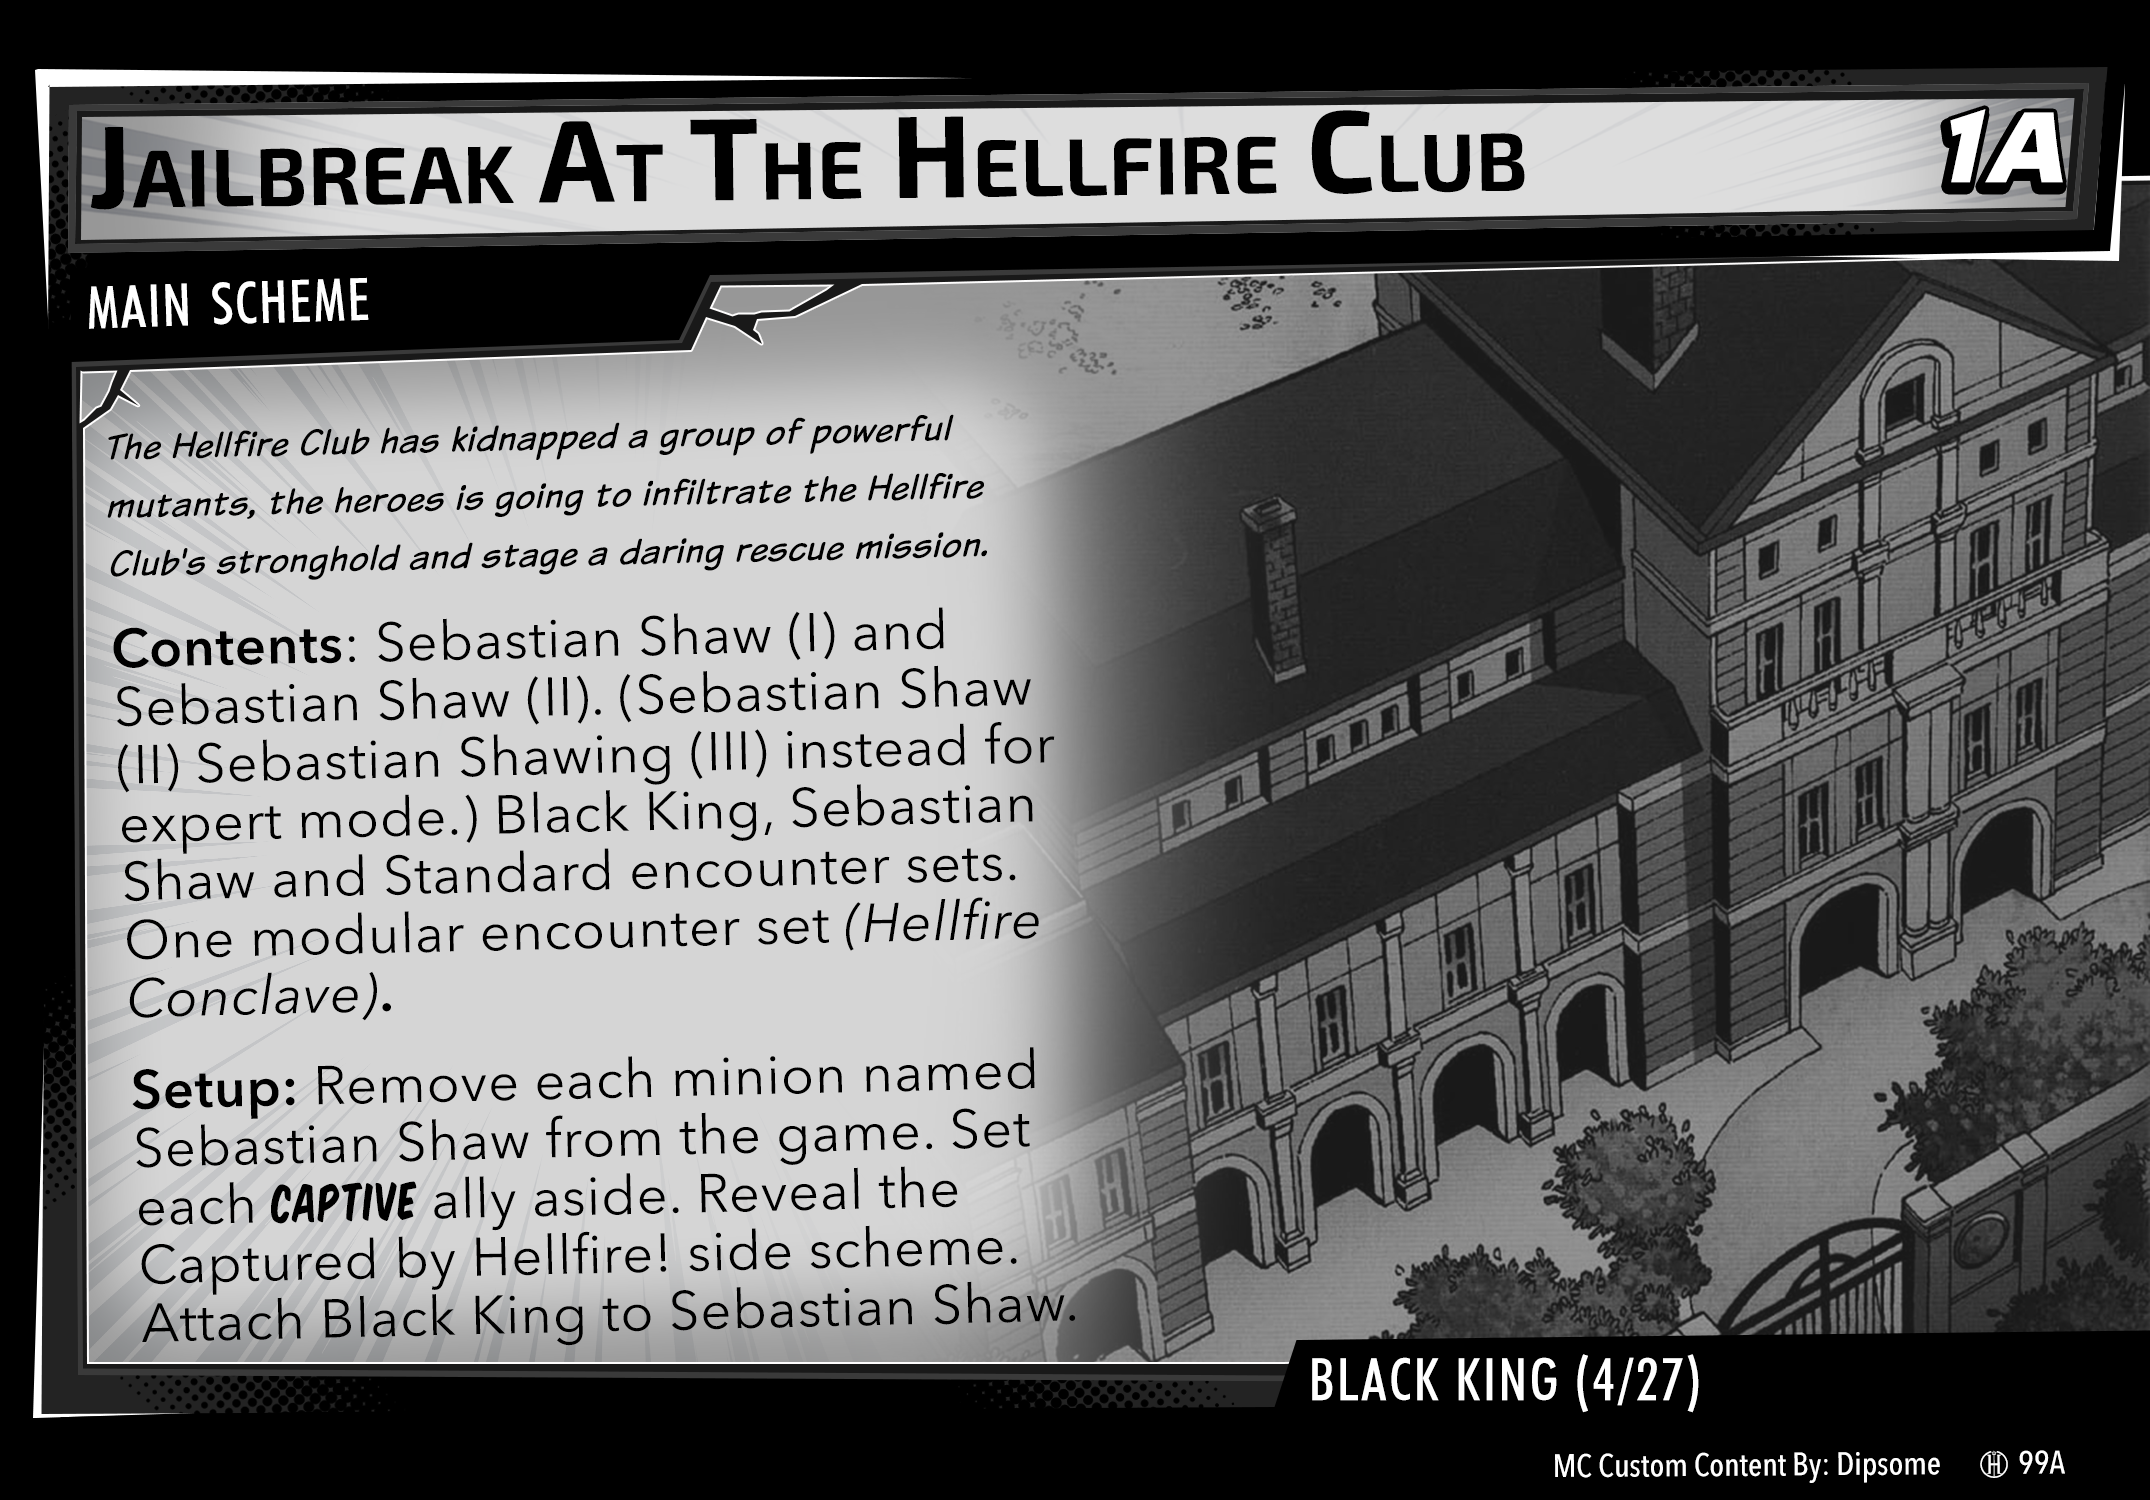 JAILBREAK AT THE HELLFIRE CLUB
1A
MAIN SCHEME
The Hellfire Club has kidnapped a group of powerful
mutants, the heroes is going to infiltrate the Hellfire
Club's stronghold and stage a daring rescue mission.
Contents: Sebastian Shaw (I) and
Sebastian Shaw (II). (Sebastian Shaw
(II) Sebastian Shawing (III) instead for
expert mode.) Black King, Sebastian
Shaw and Standard encounter sets.
One modular encounter set (Hellfire
Conclave).
Setup: Remove each minion named
Sebastian Shaw from the game. Set
each CAPTIVE ally aside. Reveal the
Captured by Hellfire! side scheme.
Attach Black King to Sebastian Shaw.
BLACK KING (4/27)
MC Custom Content By: Dipsome
99A